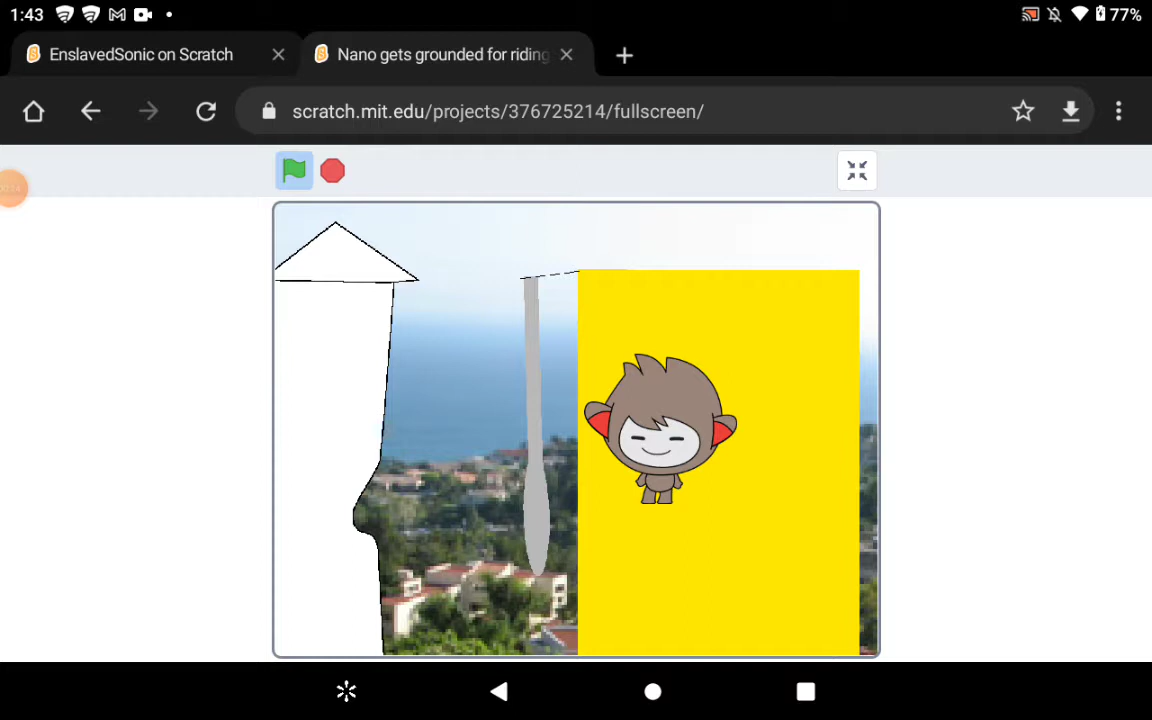 1:43
77%
EnslavedSonic on Scratch
Nano gets grounded for riding
scratch.mit.edu/projects/376725214/fullscreen/